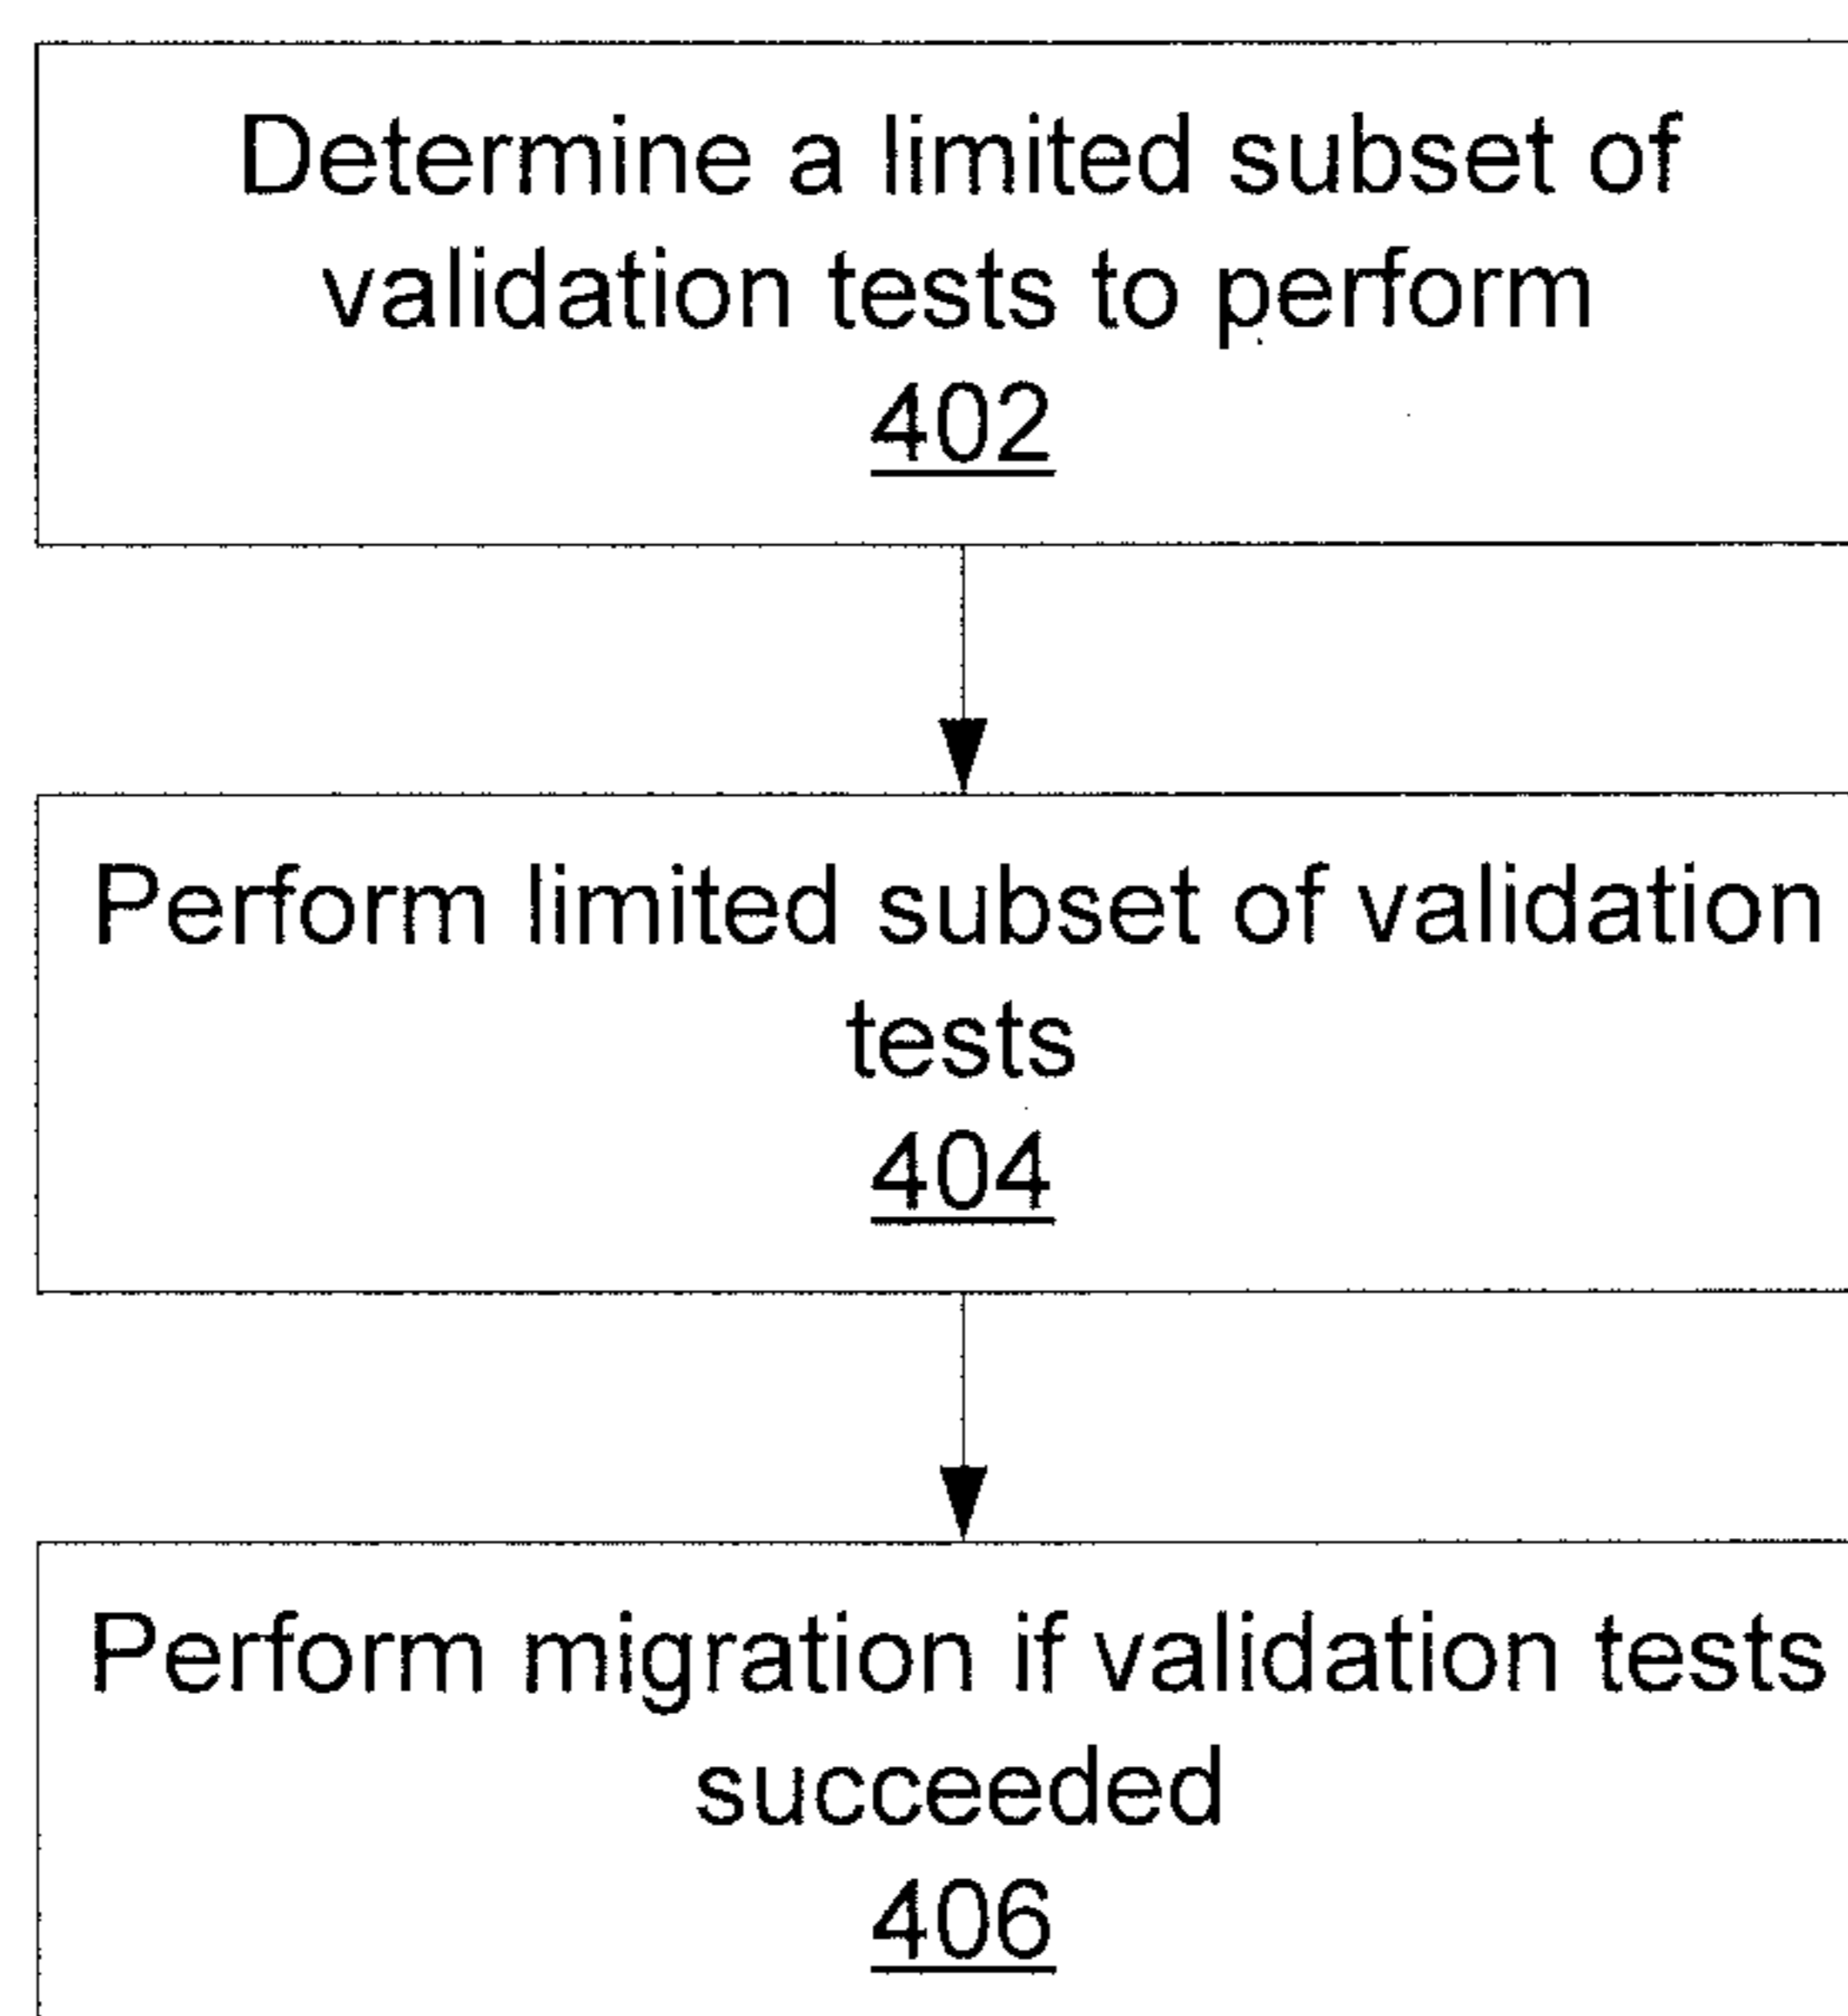 Determine a limited subset of
validation tests to perform
402
Perform limited subset of validation
tests
404
Perform migration if validation tests
succeeded
406